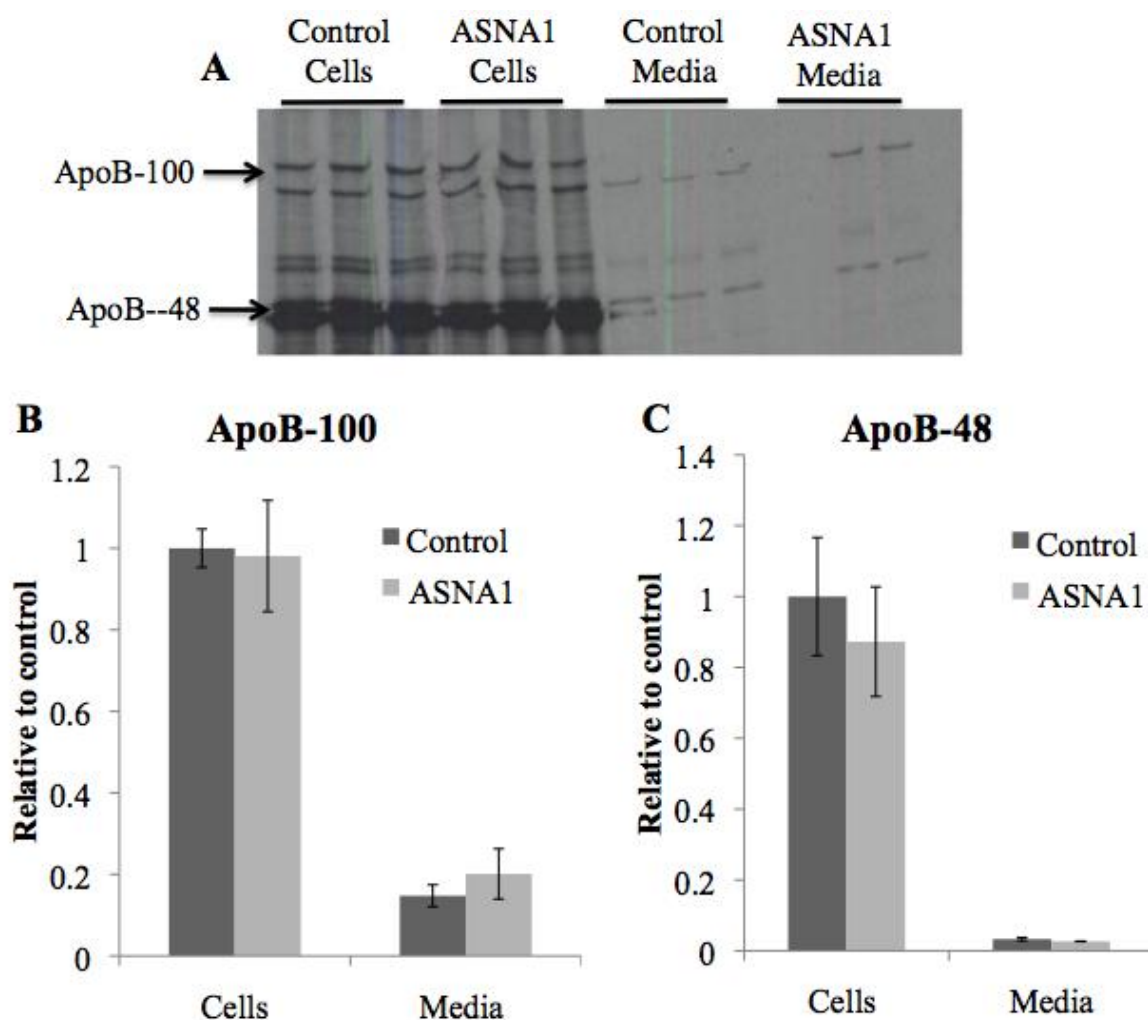 Control Cells
ASNA1 Cells
Control Media
ASNA1 Media
A
ApoB-100
ApoB--48
B
ApoB-100
Relative to control
1.2
1
0.8
0.6
0.4
0.2
0
Control
ASNA1
Cells
Media
C
ApoB-48
Relative to control
1.4
1.2
1
0.8
0.6
0.4
0.2
0
Control
ASNA1
Cells
Media